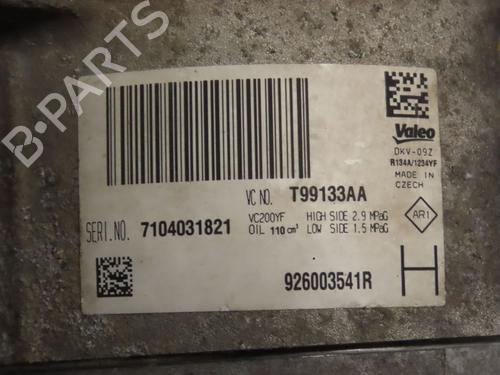 B-PARTS
Valeo
DKV-09Z
R134A/1234YF
MADE IN
CZECH
VC NO. T99133AA
SERI.NO. 7104031821
VC200YF HIGH SIDE 2.9 MPaG
OIL 110 cm³ LOW SIDE 1.5 MPaG
AR1
926003541R
H